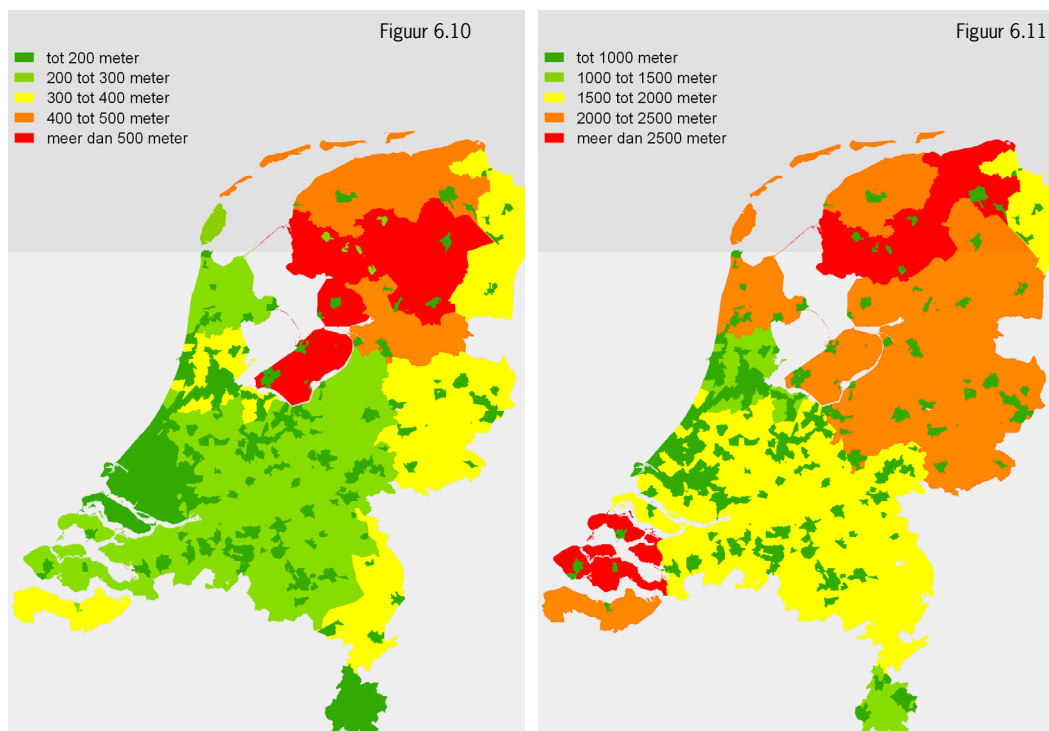 Figuur 6.10
tot 200 meter
200 tot 300 meter
300 tot 400 meter
400 tot 500 meter
meer dan 500 meter
Figuur 6.11
tot 1000 meter
1000 tot 1500 meter
1500 tot 2000 meter
2000 tot 2500 meter
meer dan 2500 meter